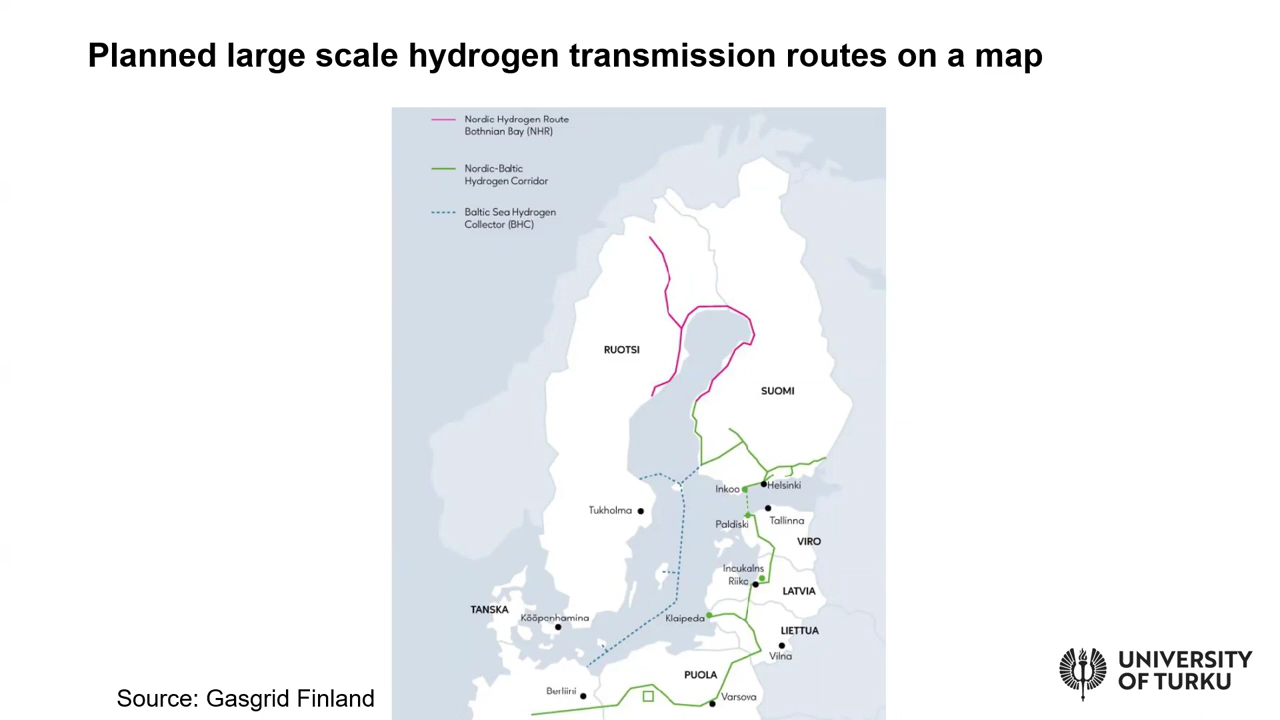 Planned large scale hydrogen transmission routes on a map
Nordic Hydrogen Route
Bothnian Bay (NHR)
Nordic-Baltic
Hydrogen Corridor
Baltic Sea Hydrogen
Collector (BHC)
RUOTSI
SUOMI
Inkoo
Helsinki
Tukholma
Paldiski
Tallinna
VIRO
Incukalns
Riika
LATVIA
TANSKA
Kööpenhamina
Klaipeda
LIETTUA
Vilna
PUOLA
Berliini
Varsova
Source: Gasgrid Finland
UNIVERSITY
OF TURKU